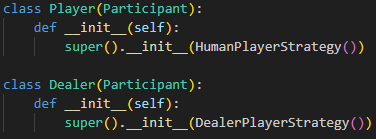 class Player(Participant):
    def __init__(self):
        super().__init__(HumanPlayerStrategy())

class Dealer(Participant):
    def __init__(self):
        super().__init__(DealerPlayerStrategy())